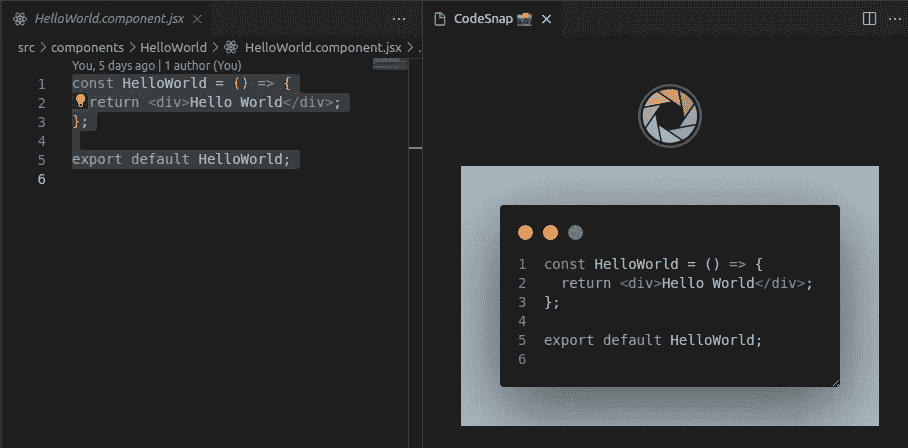 HelloWorld.component.jsx
src > components > HelloWorld > HelloWorld.component.jsx > .
You, 5 days ago | 1 author (You)
1 const HelloWorld = () => {
2 return <div>Hello World</div>;
3 };
4
5 export default HelloWorld;
6
CodeSnap 📸
1 const HelloWorld = () => {
2 return <div>Hello World</div>;
3 };
4
5 export default HelloWorld;
6